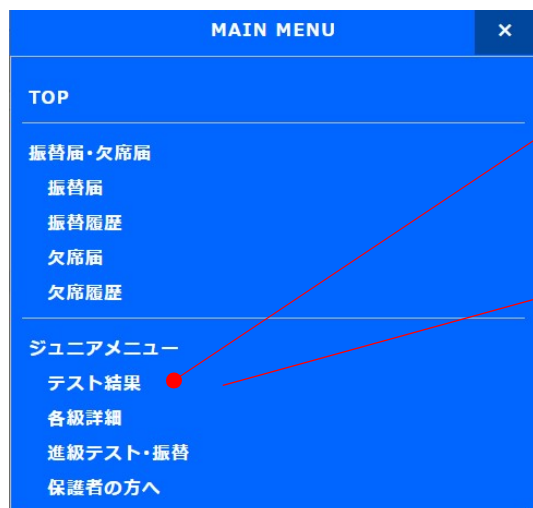 MAIN MENU ×
TOP
振替届・欠席届
振替届
振替履歴
欠席届
欠席履歴
ジュニアメニュー
テスト結果
各級詳細
進級テスト・振替
保護者の方へ